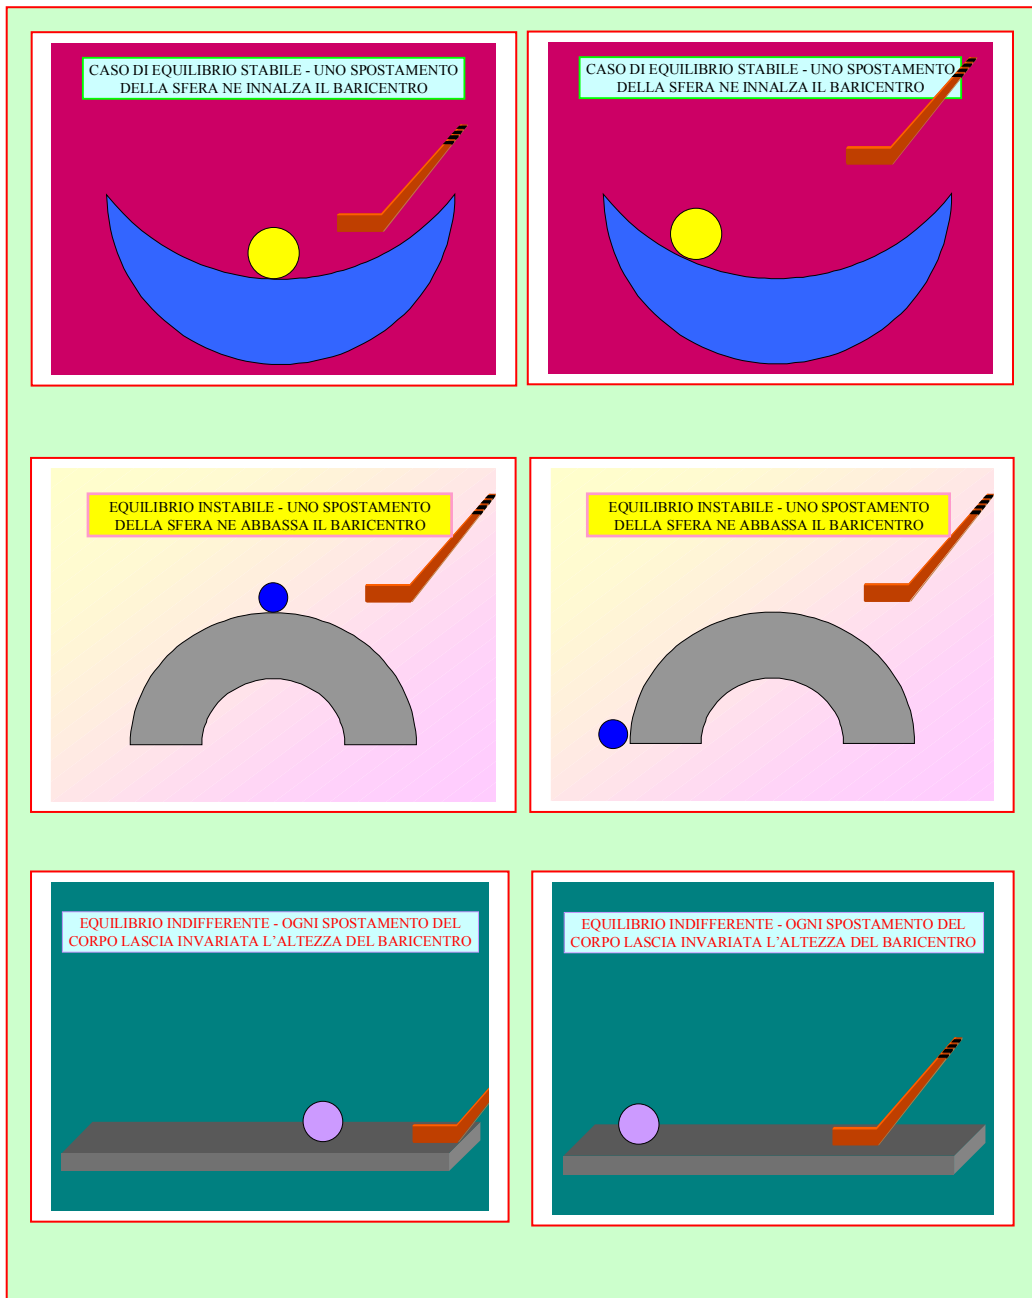 CASO DI EQUILIBRIO STABILE - UNO SPOSTAMENTO
DELLA SFERA NE INNALZA IL BARICENTRO
CASO DI EQUILIBRIO STABILE - UNO SPOSTAMENTO
DELLA SFERA NE INNALZA IL BARICENTRO
EQUILIBRIO INSTABILE - UNO SPOSTAMENTO
DELLA SFERA NE ABBASSA IL BARICENTRO
EQUILIBRIO INSTABILE - UNO SPOSTAMENTO
DELLA SFERA NE ABBASSA IL BARICENTRO
EQUILIBRIO INDIFFERENTE - OGNI SPOSTAMENTO DEL
CORPO LASCIA INVARIATA L'ALTEZZA DEL BARICENTRO
EQUILIBRIO INDIFFERENTE - OGNI SPOSTAMENTO DEL
CORPO LASCIA INVARIATA L'ALTEZZA DEL BARICENTRO